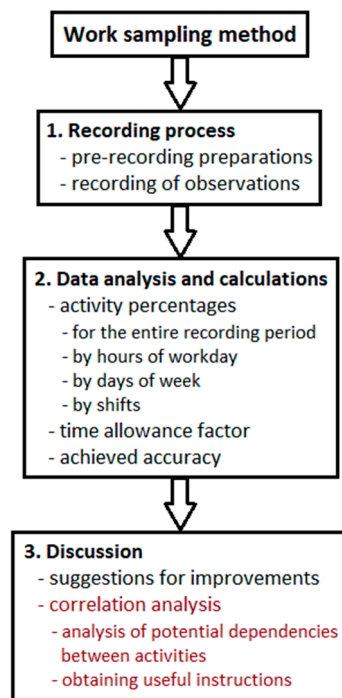 Work sampling method
1. Recording process
- pre-recording preparations
- recording of observations
2. Data analysis and calculations
- activity percentages
- for the entire recording period
- by hours of workday
- by days of week
- by shifts
- time allowance factor
- achieved accuracy
3. Discussion
- suggestions for improvements
- correlation analysis
- analysis of potential dependencies
between activities
- obtaining useful instructions